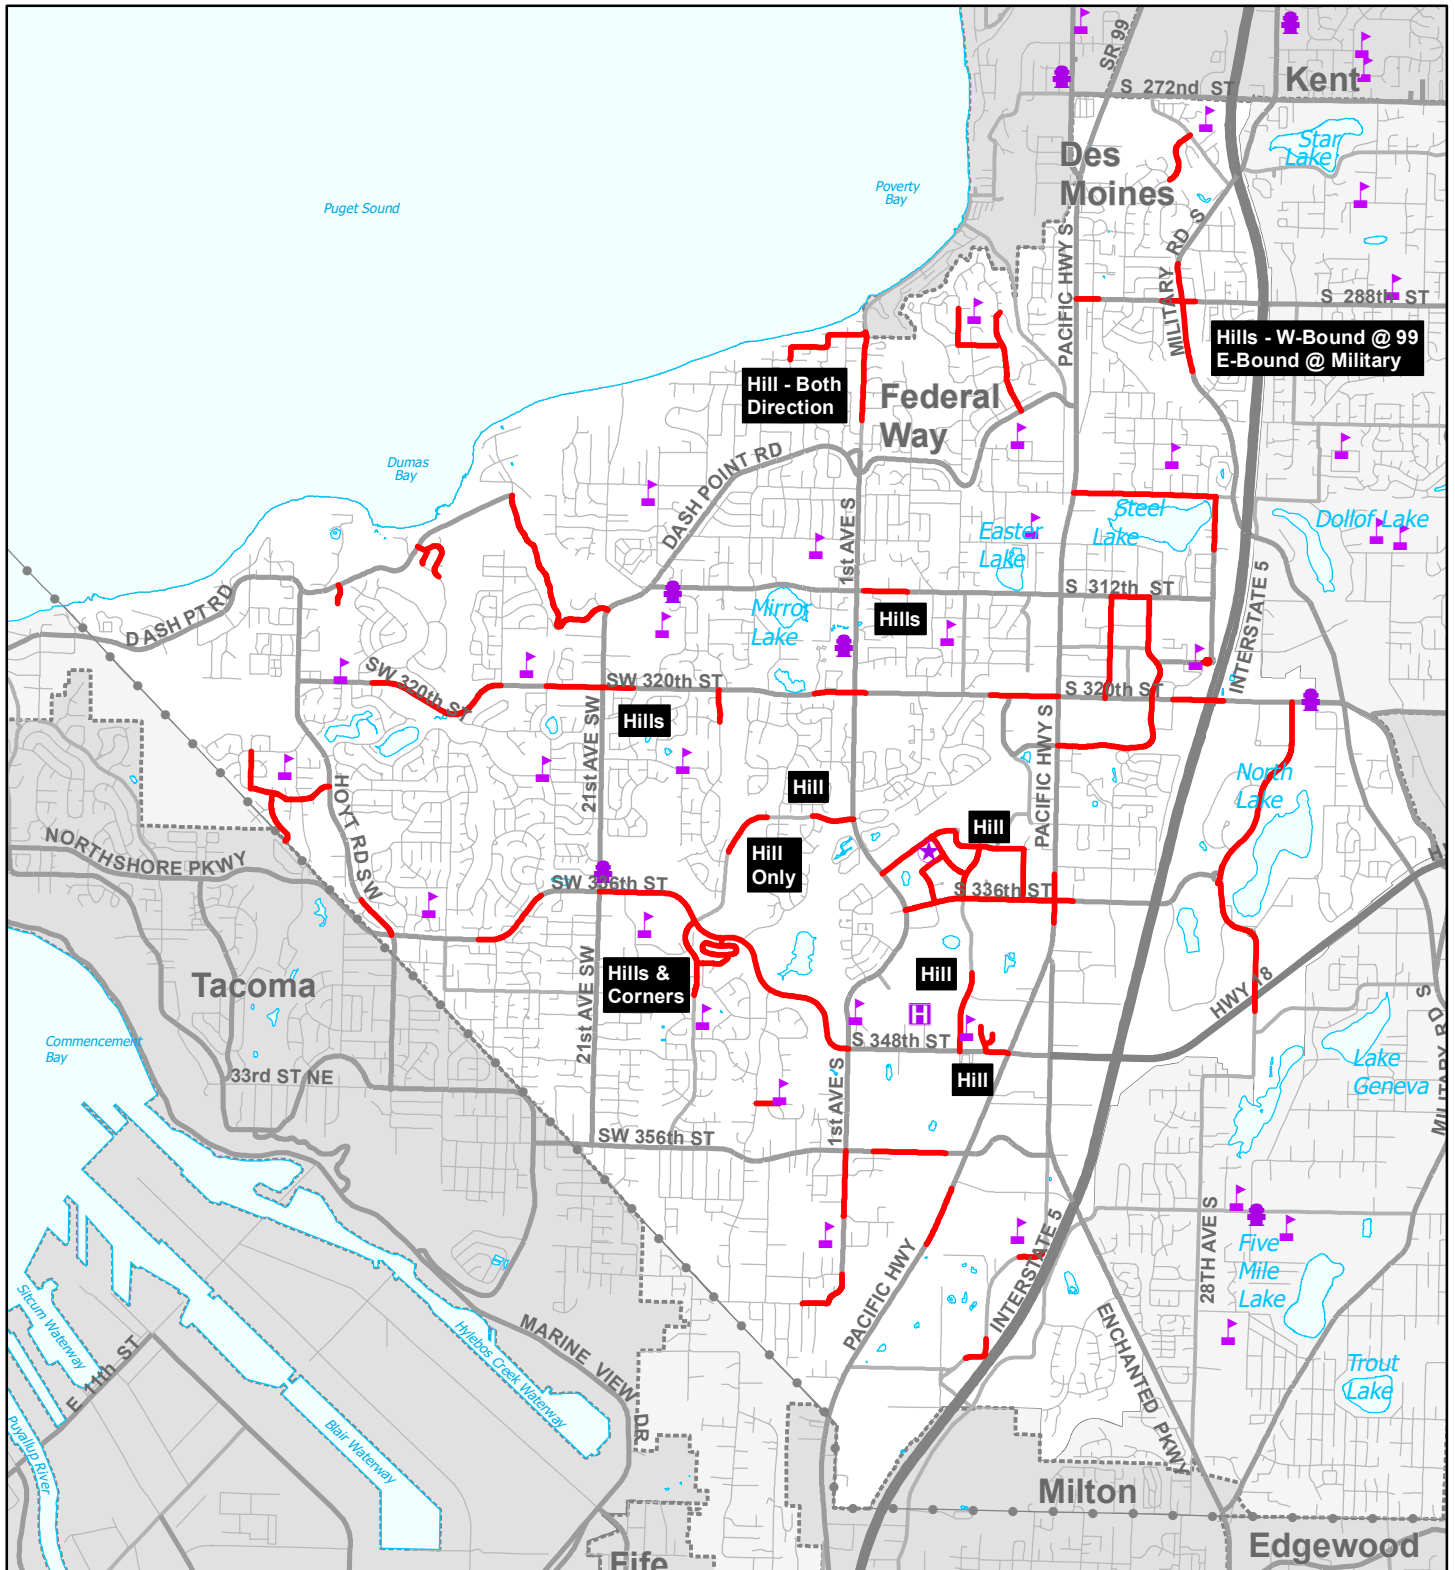 SR 99
Kent
S 272nd ST
Star
Lake
Des
Moines
Poverty
Bay
Puget Sound
MILITARY RD S
PACIFIC HWY S
S 288th ST
Hills - W-Bound @ 99
E-Bound @ Military
Hill - Both
Direction
Federal
Way
DASH POINT RD
Dumas
Bay
1st AVE S
Easter
Lake
Steel
Lake
Dollof Lake
INTERSTATE 5
S 312th ST
Mirror
Lake
Hills
DASH PT RD
SW 320th ST
SW 320th ST
S 320th ST
Hills
21st AVE SW
PACIFIC HWY S
North
Lake
HOYT RD SW
Hill
Hill
Hill
Only
NORTHSHORE PKWY
SW 336th ST
S 336th ST
Hills &
Corners
Hill
Tacoma
HWY 18
21st AVE SW
S 348th ST
Commencement
Bay
33rd ST NE
Hill
Lake
Geneva
MILITARY RD S
1st AVE S
SW 356th ST
28TH AVE S
Five
Mile
Lake
PACIFIC HWY
INTERSTATE 5
ENCHANTED PKWY
Sitcum Waterway
E 11th ST
Hylebos Creek Waterway
MARINE VIEW DR
Trout
Lake
Puyallup River
Blair Waterway
Milton
Edgewood
Fife